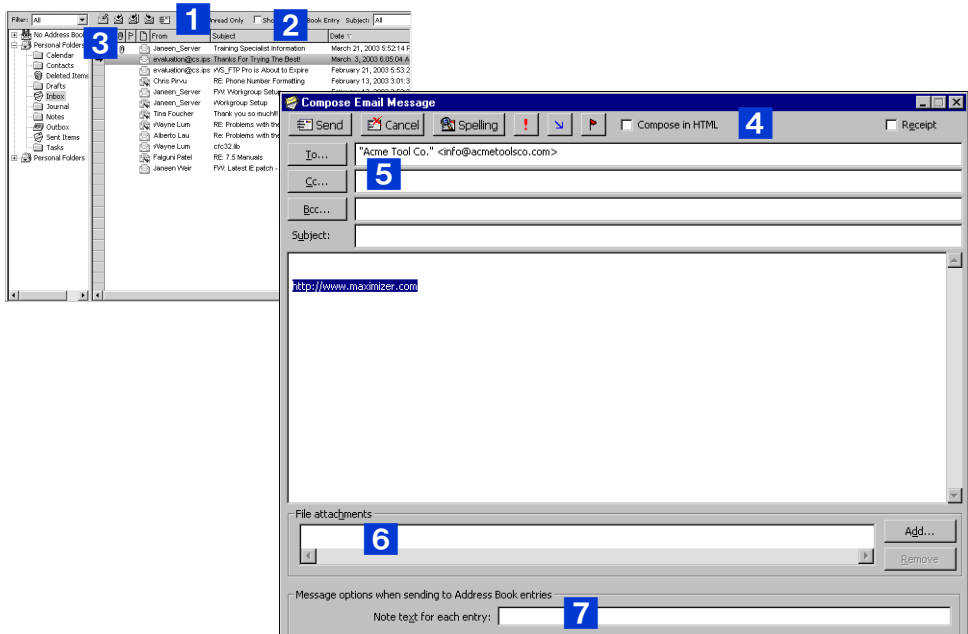 Filter: All 1 Unread Only Sho 2 Book Entry Subject: All
No Address Boo 3 From Subject Date
Personal Folders Janeen_Server Training Specialist Information March 21, 2003 5:52:14 P
Calendar evaluation@cs.ips Thanks For Trying The Best! March 3, 2003 6:05:04 A
Contacts evaluation@cs.ips WS_FTP Pro is About to Expire February 21, 2003 5:53:2
Deleted Items Chris Pirvu RE: Phone Number Formatting February 13, 2003 3:01:3
Drafts Janeen_Server FW: Workgroup Setup
Inbox Janeen_Server Workgroup Setup
Journal Tina Foucher Thank you so much!!!
Notes Wayne Lum RE: Problems with the
Outbox Alberto Lau Re: Problems with the
Sent Items Wayne Lum cfc32.lib
Tasks Falguni Patel RE: 7.5 Manuals
Personal Folders Janeen Weir FW: Latest IE patch -
Compose Email Message
Send Cancel Spelling ! Compose in HTML 4 Receipt
To... "Acme Tool Co." <info@acmetoolsco.com>
Cc... 5
Bcc...
Subject:
http://www.maximizer.com
File attachments
6 Add...
Remove
Message options when sending to Address Book entries
Note text for each entry: 7